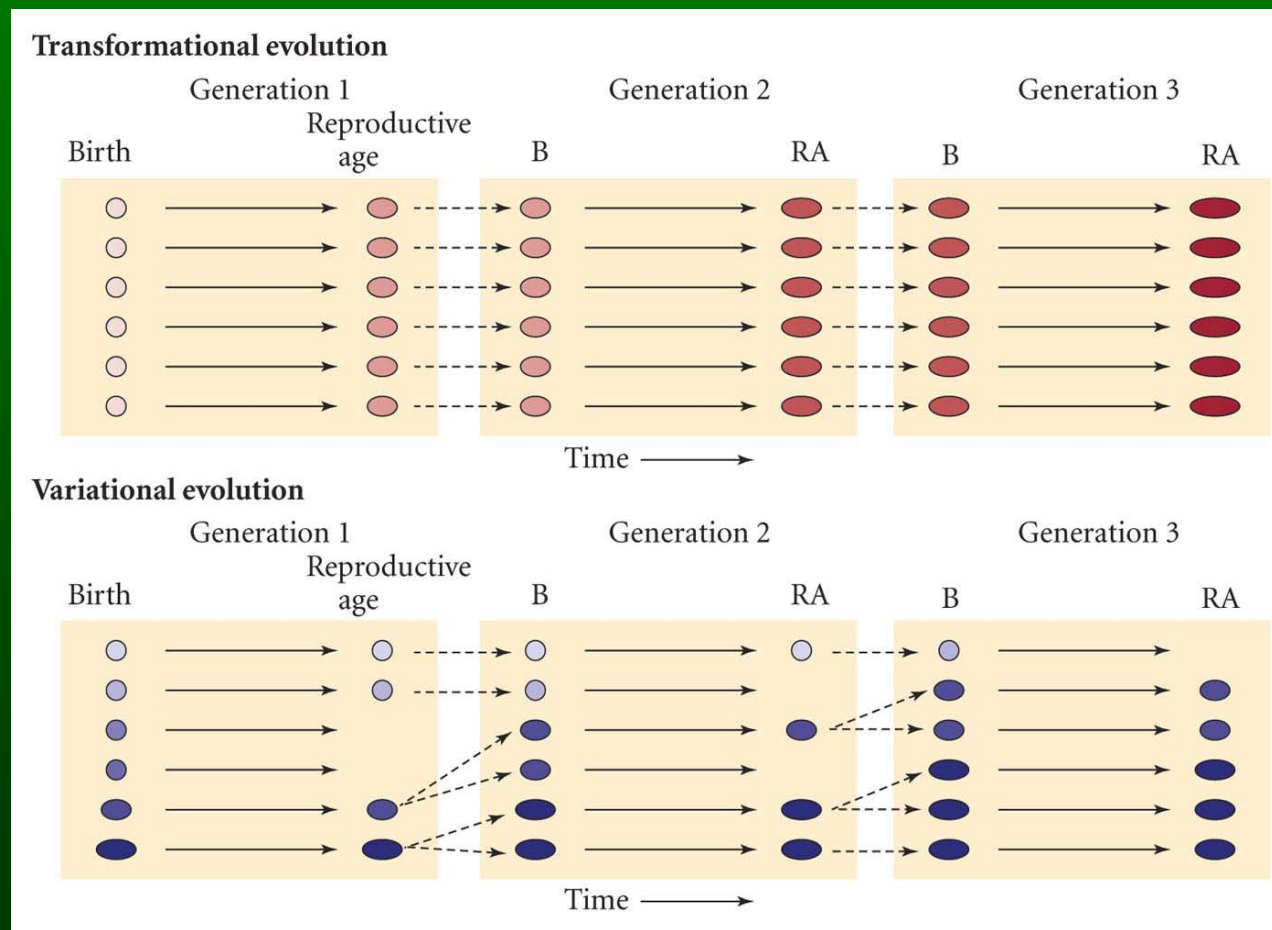 Transformational evolution
Generation 1 Generation 2 Generation 3
Reproductive
Birth age B RA B RA
Time
Variational evolution
Generation 1 Generation 2 Generation 3
Reproductive
Birth age B RA B RA
Time